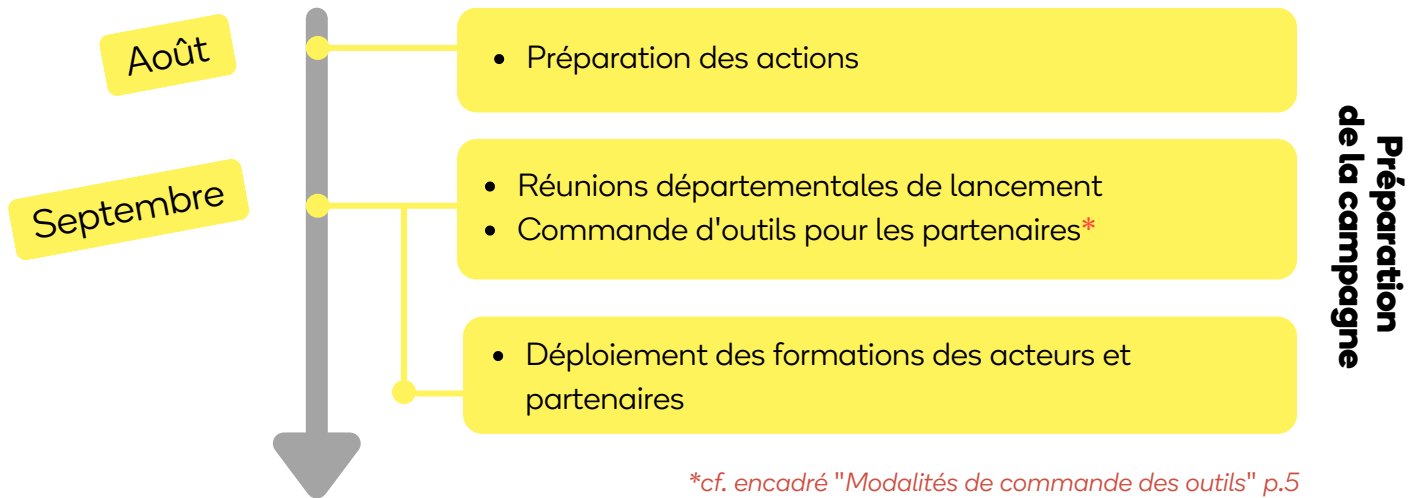 Août
• Préparation des actions
Septembre
• Réunions départementales de lancement
• Commande d'outils pour les partenaires*
• Déploiement des formations des acteurs et
partenaires
Préparation
de la campagne
*cf. encadré "Modalités de commande des outils" p.5